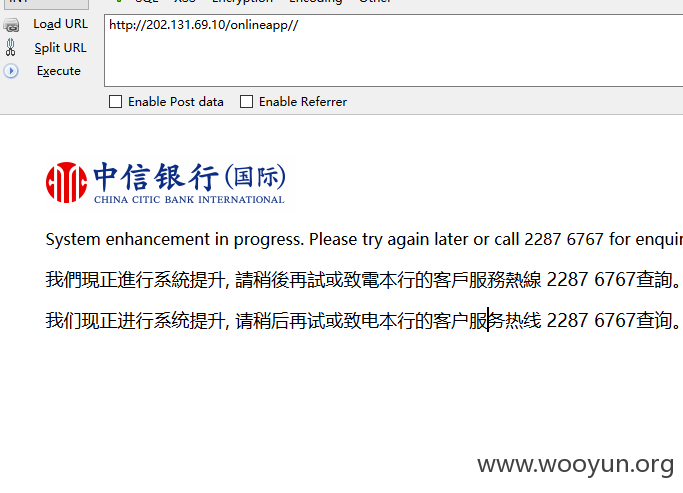 Load URL
http://202.131.69.10/onlineapp//
Split URL
Execute
Enable Post data Enable Referrer
中信银行(国际)
CHINA CITIC BANK INTERNATIONAL
System enhancement in progress. Please try again later or call 2287 6767 for
我們現正進行系統提升, 請稍後再試或致電本行的客戶服務熱線 2287 6767查詢。
我们现正进行系统提升, 请稍后再试或致电本行的客户服务热线 2287 6767查询。
www.wooyun.org